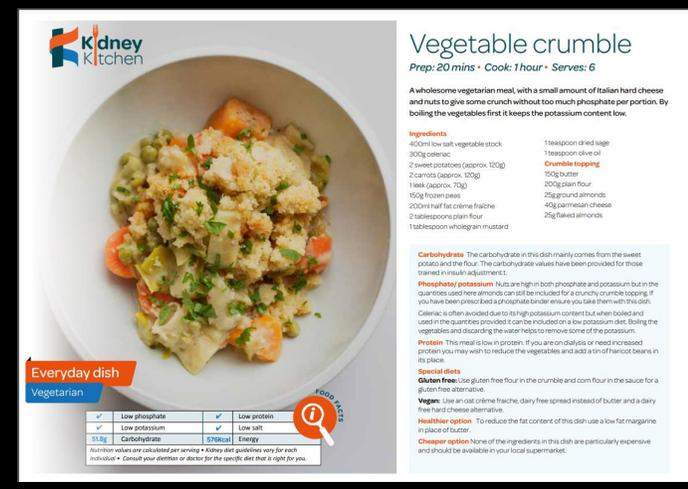 Kidney
Kitchen
Vegetable crumble
Prep: 20 mins • Cook: 1 hour • Serves: 6
A wholesome vegetarian meal, with a small amount of Italian hard cheese
and nuts to give some crunch without too much phosphate per portion. By
boiling the vegetables first it keeps the potassium content low.
Ingredients
400ml low salt vegetable stock
300g celeriac
2 sweet potatoes (approx. 120g)
2 carrots (approx. 120g)
1 leek (approx. 70g)
150g frozen peas
200ml half fat crème fraîche
2 tablespoons plain flour
1 tablespoon wholegrain mustard
1 teaspoon dried sage
1 teaspoon olive oil
Crumble topping
150g butter
200g plain flour
25g ground almonds
40g parmesan cheese
25g flaked almonds
Carbohydrate The carbohydrate in this dish mainly comes from the sweet
potato and the flour. The carbohydrate values have been provided for those
trained in insulin adjustment.t.
Phosphate/ potassium Nuts are high in both phosphate and potassium but in the
quantities used here almonds can still be included for a crunchy crumble topping. If
you have been prescribed a phosphate binder ensure you take them with this dish.
Celeriac is often avoided due to its high potassium content but when boiled and
used in the quantities provided it can be included on a low potassium diet. Boiling the
vegetables and discarding the water helps to remove some of the potassium.
Protein This meal is low in protein. If you are on dialysis or need increased
protein you may wish to reduce the vegetables and add a tin of haricot beans in
its place.
Special diets
Gluten free: Use gluten free flour in the crumble and corn flour in the sauce for a
gluten free alternative.
Vegan: Use an oat crème fraiche, dairy free spread instead of butter and a dairy
free hard cheese alternative.
Healthier option To reduce the fat content of this dish use a low fat margarine
in place of butter.
Cheaper option None of the ingredients in this dish are particularly expensive
and should be available in your local supermarket.
Everyday dish
Vegetarian
FOOD FACTS
✓ Low phosphate ✓ Low protein
✓ Low potassium ✓ Low salt
51.8g Carbohydrate 576Kcal Energy
Nutrition values are calculated per serving • Kidney diet guidelines vary for each
individual • Consult your dietitian or doctor for the specific diet that is right for you.